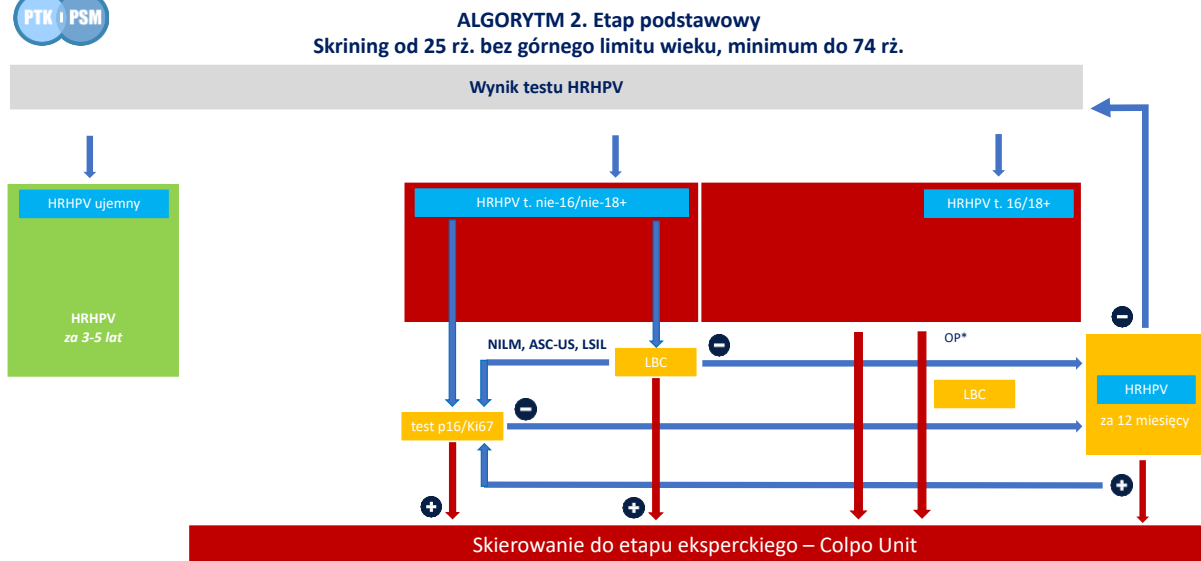 PTK I PSM
ALGORYTM 2. Etap podstawowy
Skrining od 25 rż. bez górnego limitu wieku, minimum do 74 rż.
Wynik testu HRHPV
HRHPV ujemny
HRHPV t. nie-16/nie-18+
HRHPV t. 16/18+
HRHPV
za 3-5 lat
NILM, ASC-US, LSIL
LBC
−
OP*
−
LBC
HRHPV
za 12 miesięcy
test p16/Ki67
−
+
+
+
Skierowanie do etapu eksperckiego – Colpo Unit